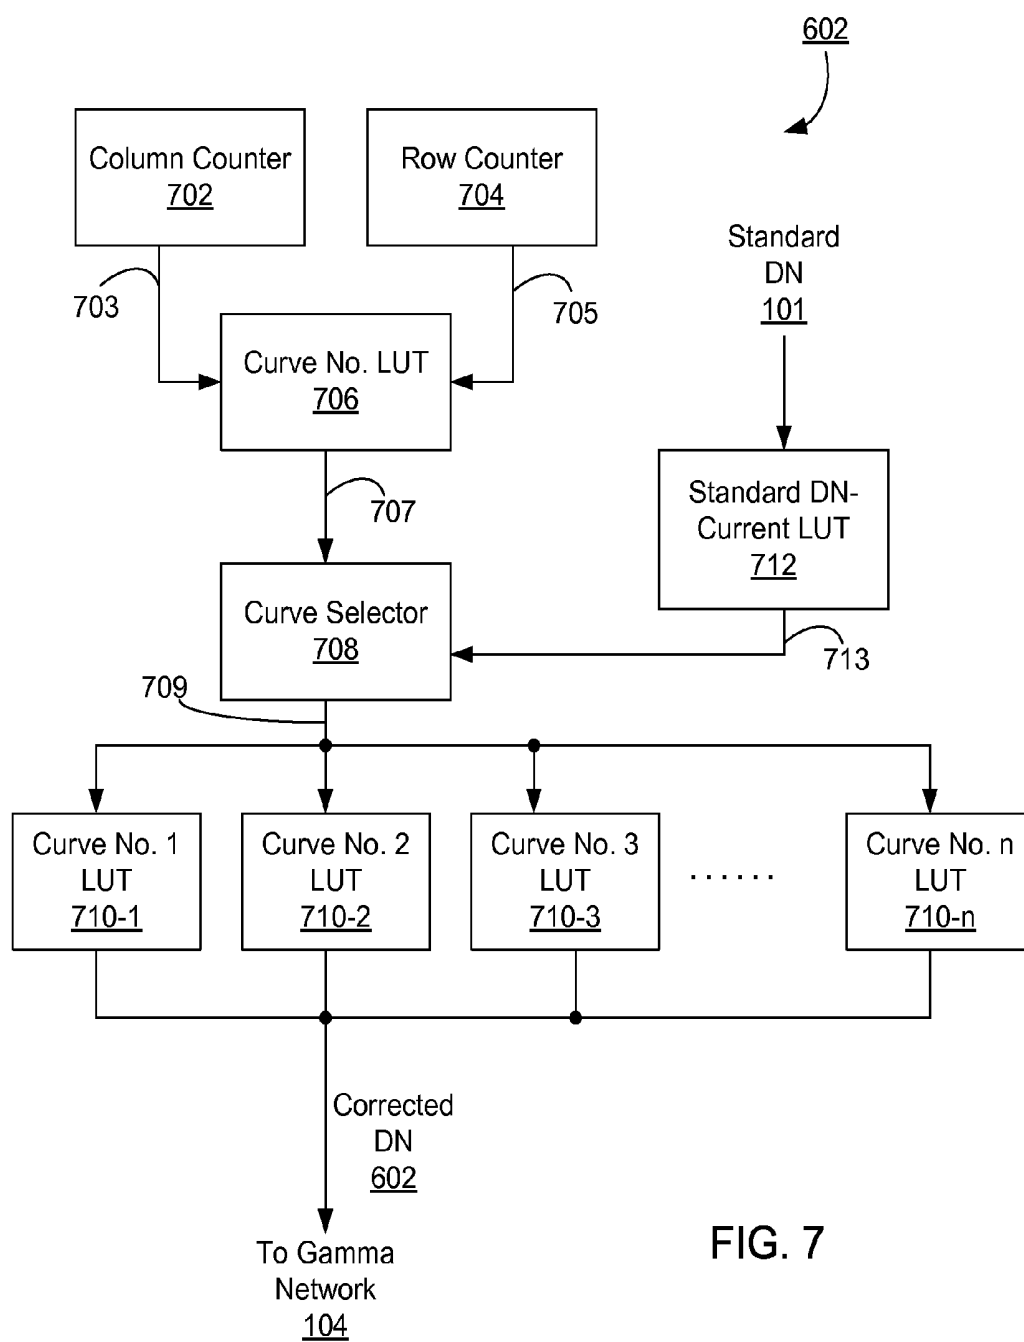 602
Column Counter
702
Row Counter
704
Standard
DN
101
703
705
Curve No. LUT
706
707
Standard DN-
Current LUT
712
Curve Selector
708
713
709
Curve No. 1
LUT
710-1
Curve No. 2
LUT
710-2
Curve No. 3
LUT
710-3
......
Curve No. n
LUT
710-n
Corrected
DN
602
To Gamma
Network
104
FIG. 7